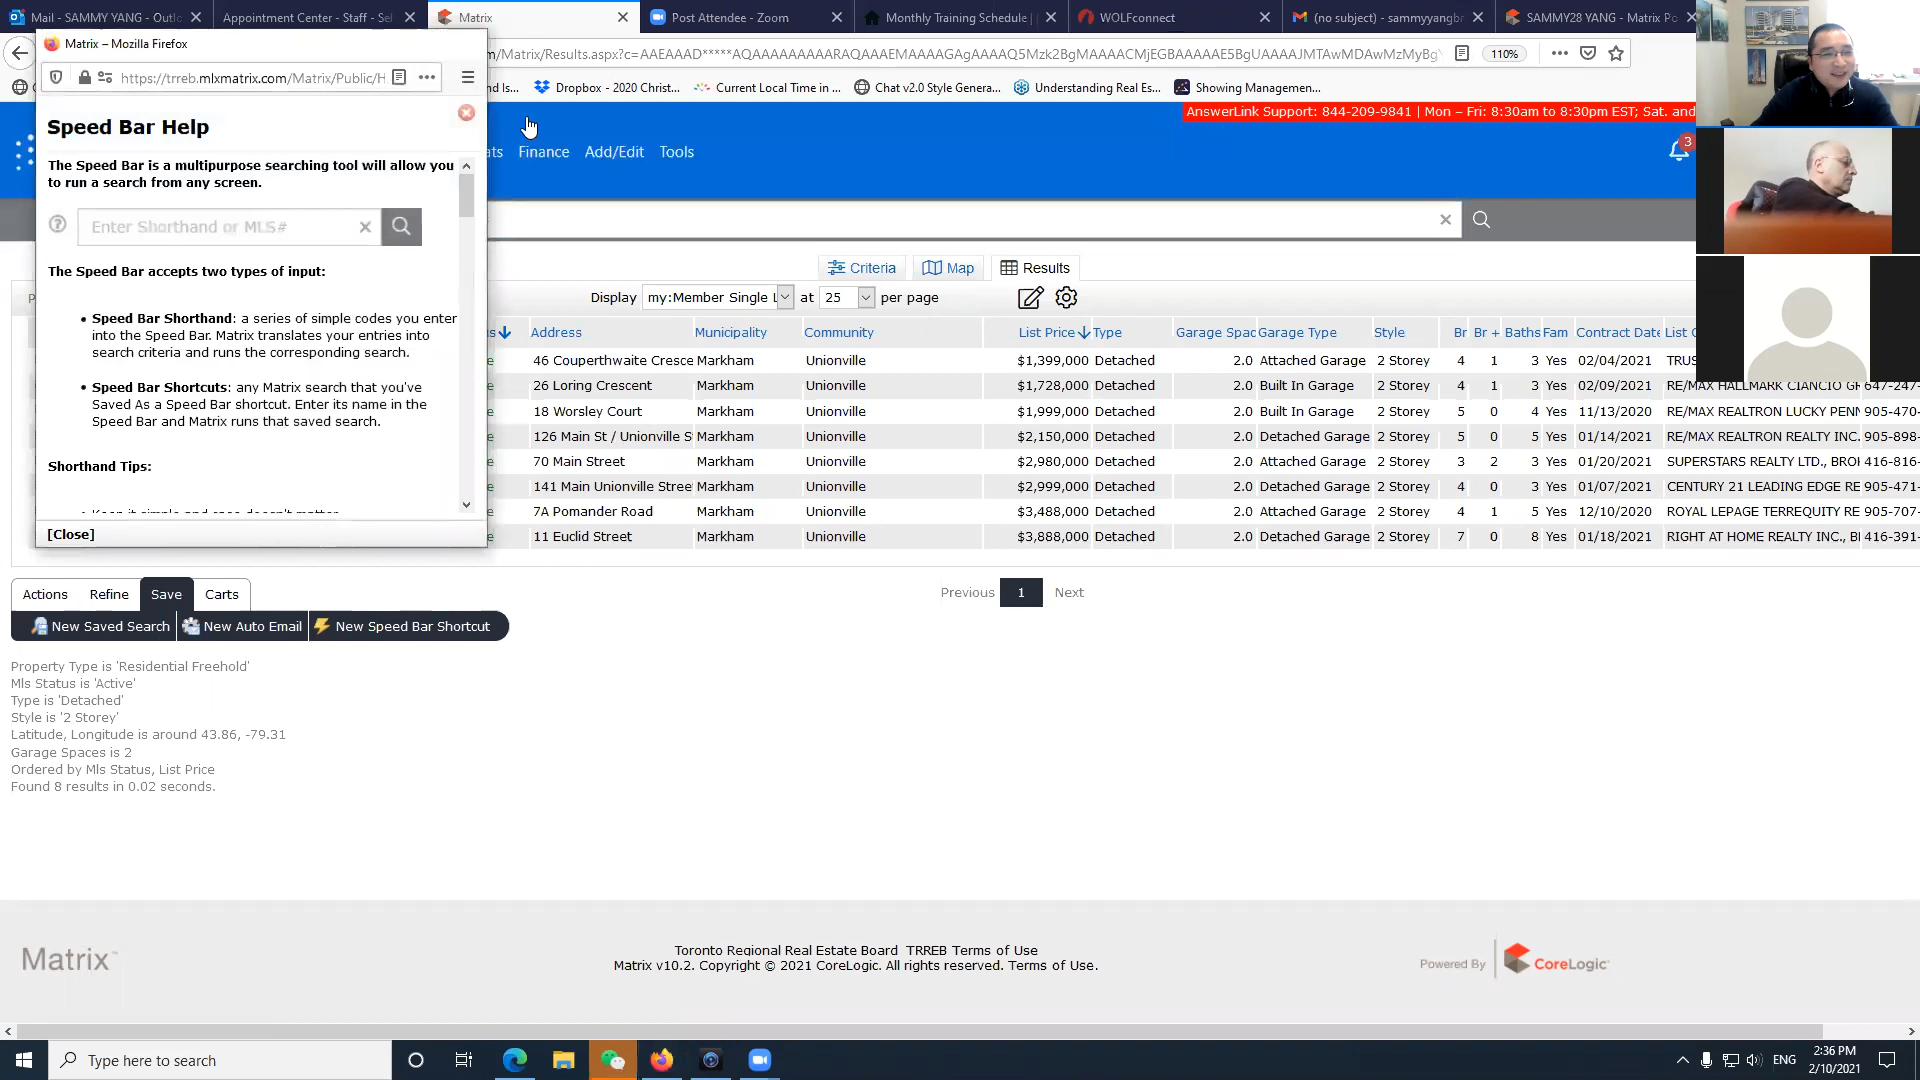 Mail - SAMMY YANG - Outlo
Appointment Center - Staff - Sel
Matrix
Post Attendee - Zoom
Monthly Training Schedule |
WOLFconnect
(no subject) - sammyyangbr
SAMMY28 YANG - Matrix Po
Matrix – Mozilla Firefox
https://trreb.mlxmatrix.com/Matrix/Public/H
110%
nd Is...
Dropbox - 2020 Christ...
Current Local Time in ...
Chat v2.0 Style Genera...
Understanding Real Es...
Showing Managemen...
AnswerLink Support: 844-209-9841 | Mon – Fri: 8:30am to 8:30pm EST; Sat. and
ats Finance Add/Edit Tools
3
Speed Bar Help
The Speed Bar is a multipurpose searching tool will allow you
to run a search from any screen.
Enter Shorthand or MLS#
The Speed Bar accepts two types of input:
• Speed Bar Shorthand: a series of simple codes you enter
into the Speed Bar. Matrix translates your entries into
search criteria and runs the corresponding search.
• Speed Bar Shortcuts: any Matrix search that you've
Saved As a Speed Bar shortcut. Enter its name in the
Speed Bar and Matrix runs that saved search.
Shorthand Tips:
[Close]
Criteria Map Results
Display my:Member Single L at 25 per page
Address Municipality Community List Price Type Garage Spac Garage Type Style Br Br + Baths Fam Contract Date List C
46 Couperthwaite Cresce Markham Unionville $1,399,000 Detached 2.0 Attached Garage 2 Storey 4 1 3 Yes 02/04/2021 TRUS
26 Loring Crescent Markham Unionville $1,728,000 Detached 2.0 Built In Garage 2 Storey 4 1 3 Yes 02/09/2021 RE/MAX HALLMARK CIANCIO GR 647-247-
18 Worsley Court Markham Unionville $1,999,000 Detached 2.0 Built In Garage 2 Storey 5 0 4 Yes 11/13/2020 RE/MAX REALTRON LUCKY PENN 905-470-
126 Main St / Unionville S Markham Unionville $2,150,000 Detached 2.0 Detached Garage 2 Storey 5 0 5 Yes 01/14/2021 RE/MAX REALTRON REALTY INC. 905-898-
70 Main Street Markham Unionville $2,980,000 Detached 2.0 Attached Garage 2 Storey 3 2 3 Yes 01/20/2021 SUPERSTARS REALTY LTD., BROK 416-816-
141 Main Unionville Stree Markham Unionville $2,999,000 Detached 2.0 Detached Garage 2 Storey 4 0 3 Yes 01/07/2021 CENTURY 21 LEADING EDGE RE 905-471-
7A Pomander Road Markham Unionville $3,488,000 Detached 2.0 Attached Garage 2 Storey 4 1 5 Yes 12/10/2020 ROYAL LEPAGE TERREQUITY RE 905-707-
11 Euclid Street Markham Unionville $3,888,000 Detached 2.0 Detached Garage 2 Storey 7 0 8 Yes 01/18/2021 RIGHT AT HOME REALTY INC., B 416-391-
Actions Refine Save Carts
Previous 1 Next
New Saved Search New Auto Email New Speed Bar Shortcut
Property Type is 'Residential Freehold'
Mls Status is 'Active'
Type is 'Detached'
Style is '2 Storey'
Latitude, Longitude is around 43.86, -79.31
Garage Spaces is 2
Ordered by Mls Status, List Price
Found 8 results in 0.02 seconds.
Matrix™
Toronto Regional Real Estate Board TRREB Terms of Use
Matrix v10.2. Copyright © 2021 CoreLogic. All rights reserved. Terms of Use.
Powered By CoreLogic
Type here to search
ENG
2:36 PM
2/10/2021